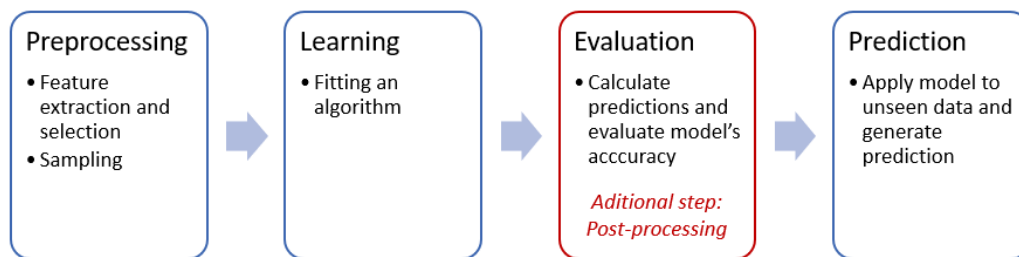 Preprocessing
• Feature
extraction and
selection
• Sampling
Learning
• Fitting an
algorithm
Evaluation
• Calculate
predictions and
evaluate model's
acccuracy
Aditional step:
Post-processing
Prediction
• Apply model to
unseen data and
generate
prediction